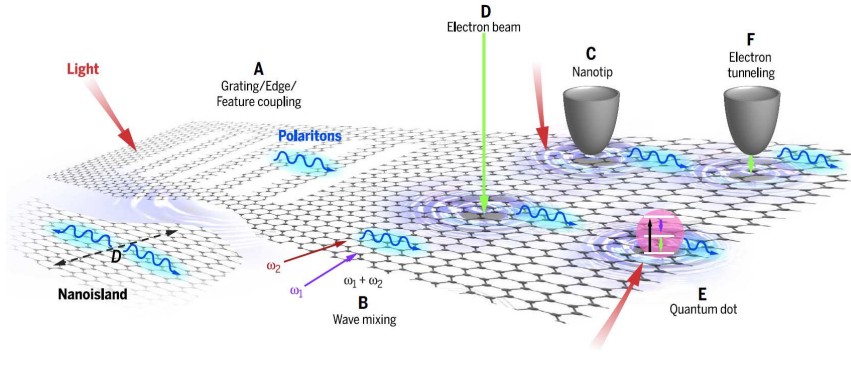 Light
A
Grating/Edge/
Feature coupling
Polaritons
D
Electron beam
C
Nanotip
F
Electron
tunneling
D
Nanoisland
ω2
ω1
ω1 + ω2
B
Wave mixing
E
Quantum dot